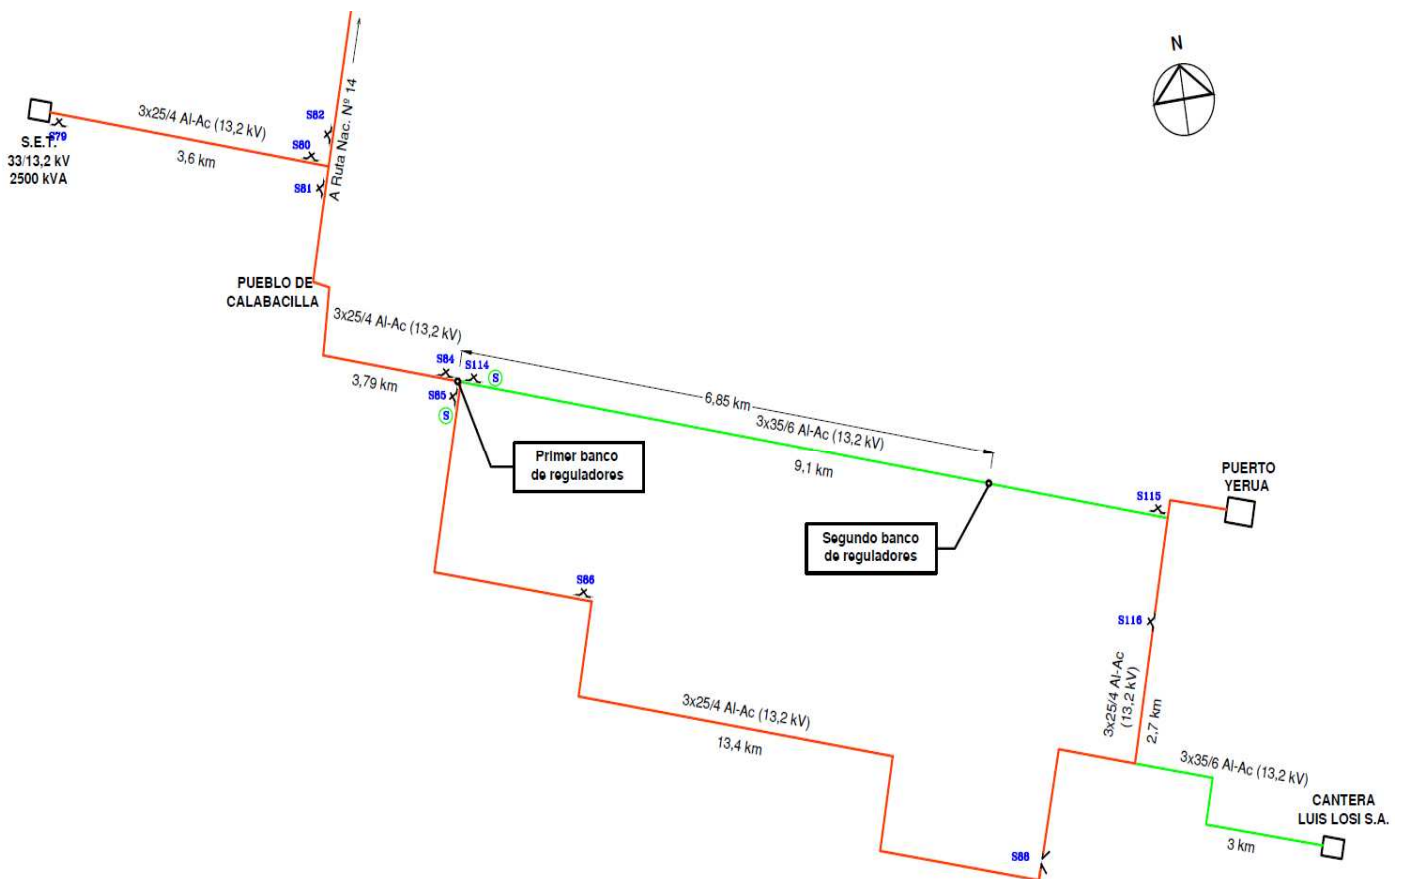 N
3x25/4 Al-Ac (13,2 kV)
3,6 km
S79
S.E.T.
33/13,2 kV
2500 kVA
S82
S80
S81
A Ruta Nac. Nº 14
PUEBLO DE
CALABACILLA
3x25/4 Al-Ac (13,2 kV)
3,79 km
S84
S114
S
S85
S
6,85 km
3x35/6 Al-Ac (13,2 kV)
9,1 km
Primer banco
de reguladores
Segundo banco
de reguladores
S115
PUERTO
YERUA
S86
S116
3x25/4 Al-Ac
(13,2 kV)
2,7 km
3x25/4 Al-Ac (13,2 kV)
13,4 km
3x35/6 Al-Ac (13,2 kV)
3 km
CANTERA
LUIS LOSI S.A.
S88